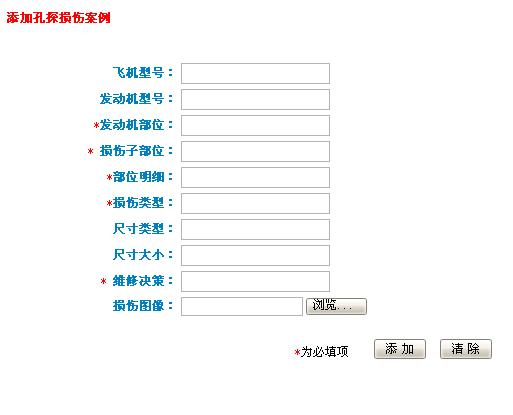 添加孔探损伤案例
飞机型号：
发动机型号：
*发动机部位：
* 损伤子部位：
*部位明细：
*损伤类型：
尺寸类型：
尺寸大小：
* 维修决策：
损伤图像： 浏览...
*为必填项 添 加 清 除